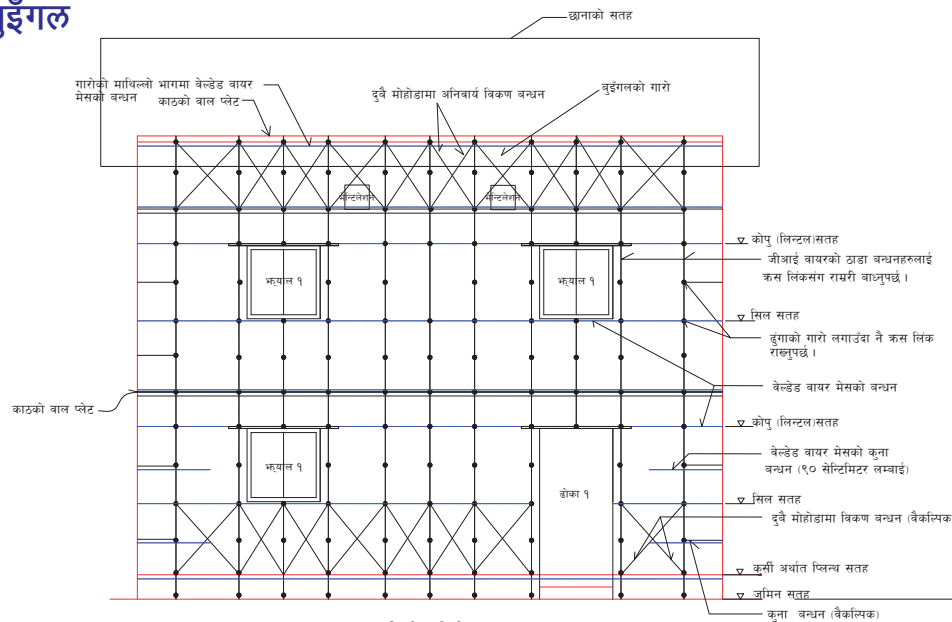 बुइँगल
छानाको सतह
गारोको माथिल्लो भागमा वेल्डेड वायर
मेसको बन्धन
काठको वाल प्लेट
दुबै मोहोडामा अनिवार्य विकण बन्धन
बुइँगलको गारो
भेन्टिलेशन
भेन्टिलेशन
कोपु (लिन्टल)सतह
जीआई वायरको ठाडा बन्धनहरुलाई
क्रस लिंकसंग राम्ररी वाध्नुपर्छ ।
झ्याल १
झ्याल १
सिल सतह
ढुंगाको गारो लगाउँदा नै क्रस लिंक
राख्नुपर्छ ।
वेल्डेड वायर मेसको बन्धन
काठको वाल प्लेट
कोपु (लिन्टल)सतह
वेल्डेड वायर मेसको कुना
बन्धन (९० सेन्टिमिटर लम्बाई)
झ्याल १
ढोका १
सिल सतह
दुबै मोहोडामा विकण बन्धन (वैकल्पिक
कुर्सी अर्थात प्लिन्थ सतह
जमिन सतह
कुना बन्धन (वैकल्पिक)